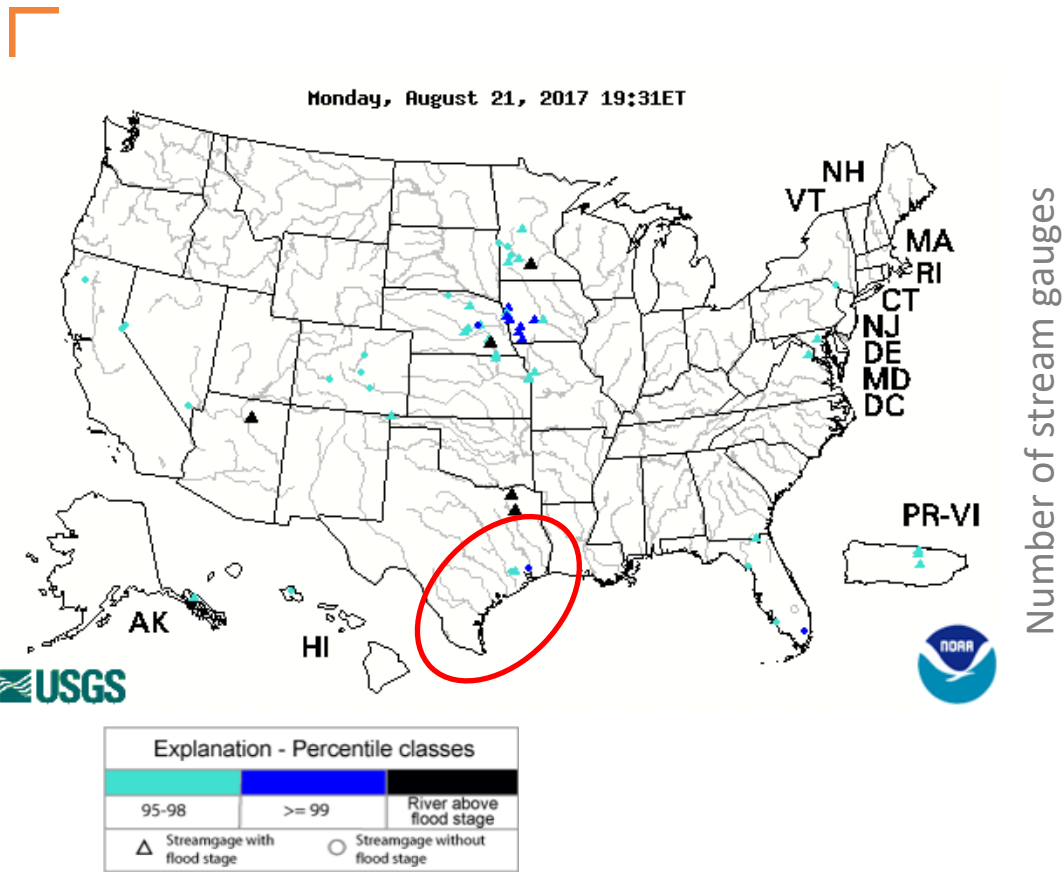 Monday, August 21, 2017 19:31ET
NH
VT
MA
RI
CT
NJ
DE
MD
DC
PR-VI
AK
HI
USGS
NOAA
Number of stream gauges
Explanation - Percentile classes
95-98
>= 99
River above
flood stage
Streamgage with
flood stage
Streamgage without
flood stage